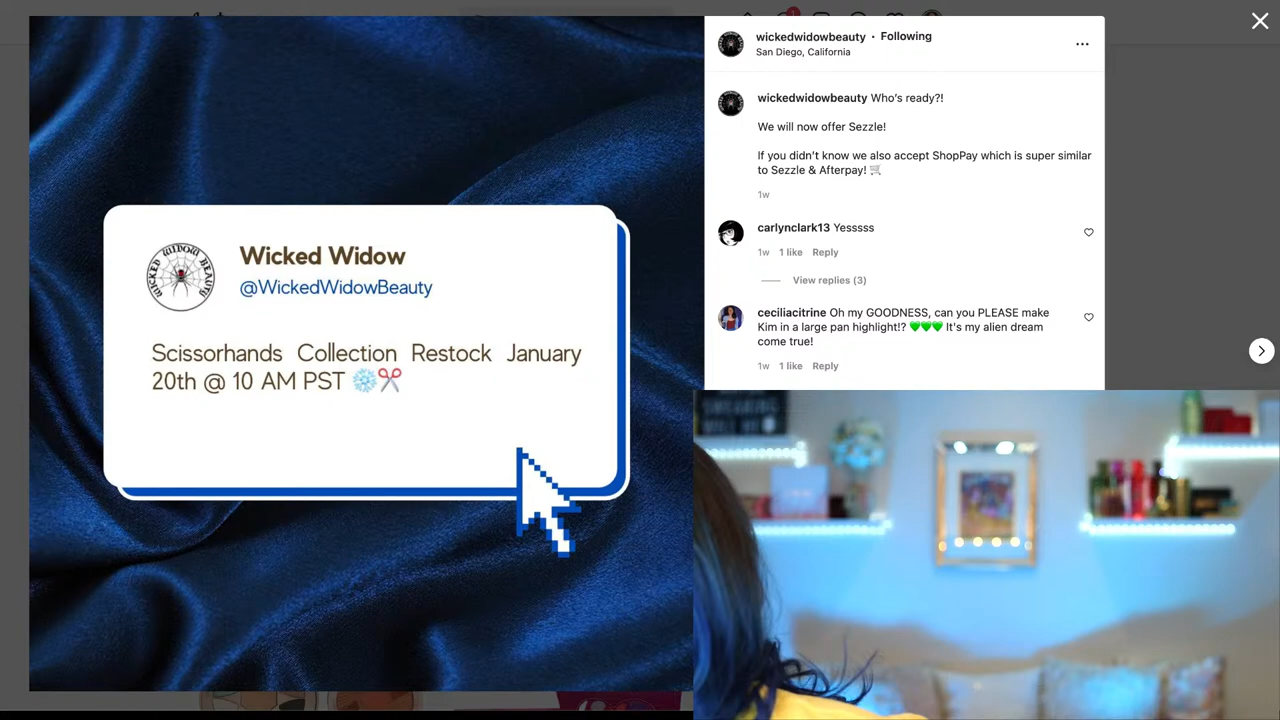 Wicked Widow
@WickedWidowBeauty
Scissorhands Collection Restock January
20th @ 10 AM PST ❄️✂️
WICKED WIDOW BEAUTY
wickedwidowbeauty • Following
San Diego, California
wickedwidowbeauty Who's ready?!
We will now offer Sezzle!
If you didn't know we also accept ShopPay which is super similar
to Sezzle & Afterpay! 🛒
1w
carlynclark13 Yesssss
1w 1 like Reply
View replies (3)
ceciliacitrine Oh my GOODNESS, can you PLEASE make
Kim in a large pan highlight!? 💚💚💚 It's my alien dream
come true!
1w 1 like Reply